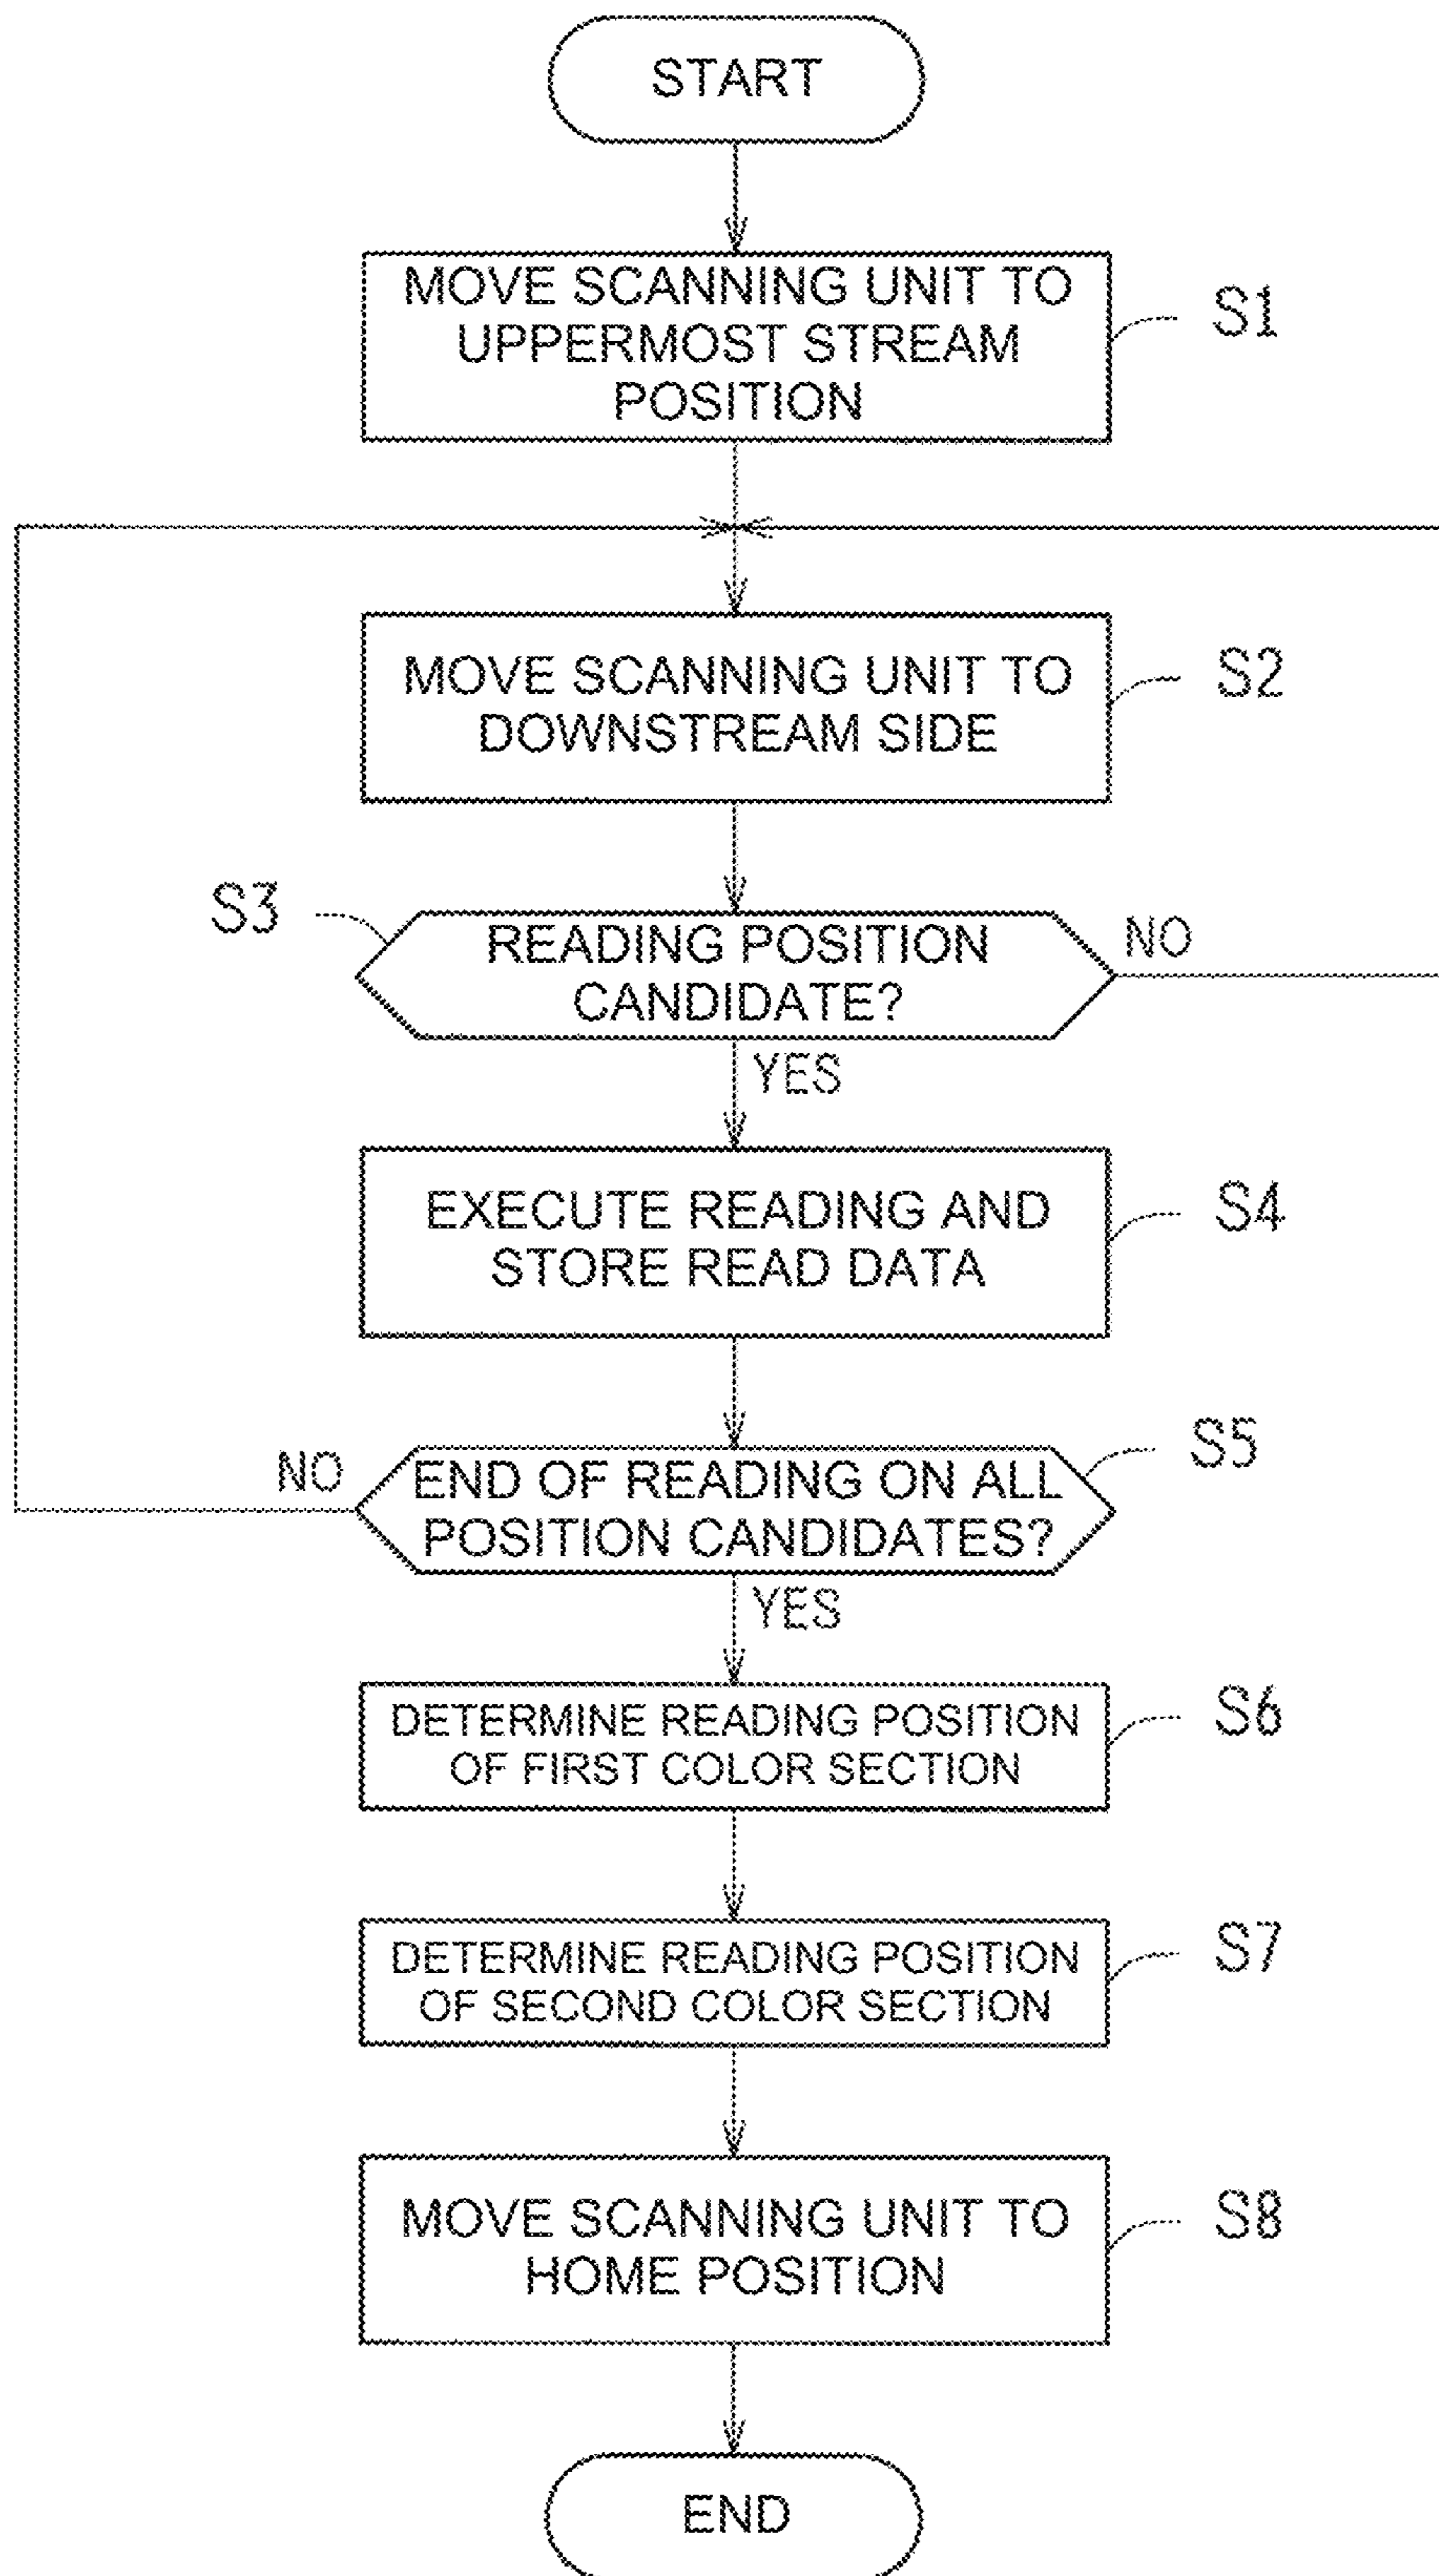 START
MOVE SCANNING UNIT TO
UPPERMOST STREAM
POSITION
S1
MOVE SCANNING UNIT TO
DOWNSTREAM SIDE
S2
S3
READING POSITION
CANDIDATE?
NO
YES
EXECUTE READING AND
STORE READ DATA
S4
S5
NO
END OF READING ON ALL
POSITION CANDIDATES?
YES
DETERMINE READING POSITION
OF FIRST COLOR SECTION
S6
DETERMINE READING POSITION
OF SECOND COLOR SECTION
S7
MOVE SCANNING UNIT TO
HOME POSITION
S8
END